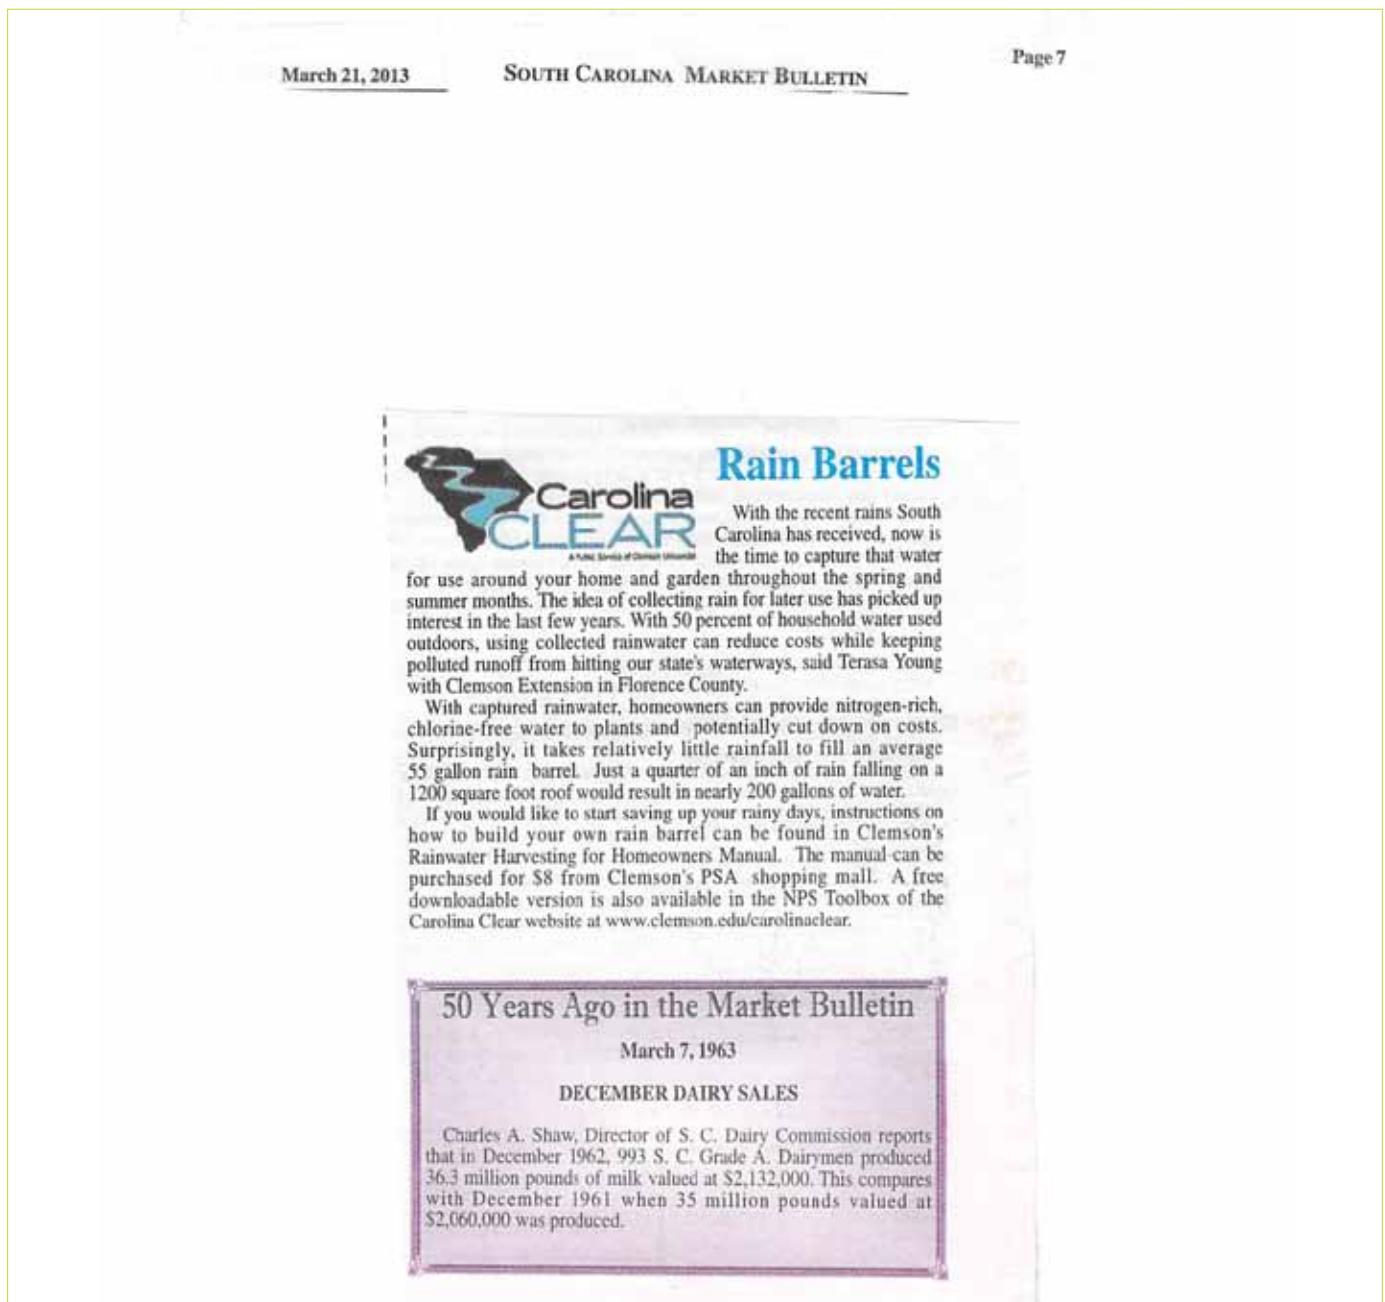 March 21, 2013
SOUTH CAROLINA MARKET BULLETIN
Page 7
Carolina
CLEAR
A Public Service of Clemson University
Rain Barrels
With the recent rains South
Carolina has received, now is
the time to capture that water
for use around your home and garden throughout the spring and
summer months. The idea of collecting rain for later use has picked up
interest in the last few years. With 50 percent of household water used
outdoors, using collected rainwater can reduce costs while keeping
polluted runoff from hitting our state's waterways, said Terasa Young
with Clemson Extension in Florence County.
With captured rainwater, homeowners can provide nitrogen-rich,
chlorine-free water to plants and potentially cut down on costs.
Surprisingly, it takes relatively little rainfall to fill an average
55 gallon rain barrel. Just a quarter of an inch of rain falling on a
1200 square foot roof would result in nearly 200 gallons of water.
If you would like to start saving up your rainy days, instructions on
how to build your own rain barrel can be found in Clemson's
Rainwater Harvesting for Homeowners Manual. The manual can be
purchased for $8 from Clemson's PSA shopping mall. A free
downloadable version is also available in the NPS Toolbox of the
Carolina Clear website at www.clemson.edu/carolinaclear.
50 Years Ago in the Market Bulletin
March 7, 1963
DECEMBER DAIRY SALES
Charles A. Shaw, Director of S. C. Dairy Commission reports
that in December 1962, 993 S. C. Grade A. Dairymen produced
36.3 million pounds of milk valued at $2,132,000. This compares
with December 1961 when 35 million pounds valued at
$2,060,000 was produced.